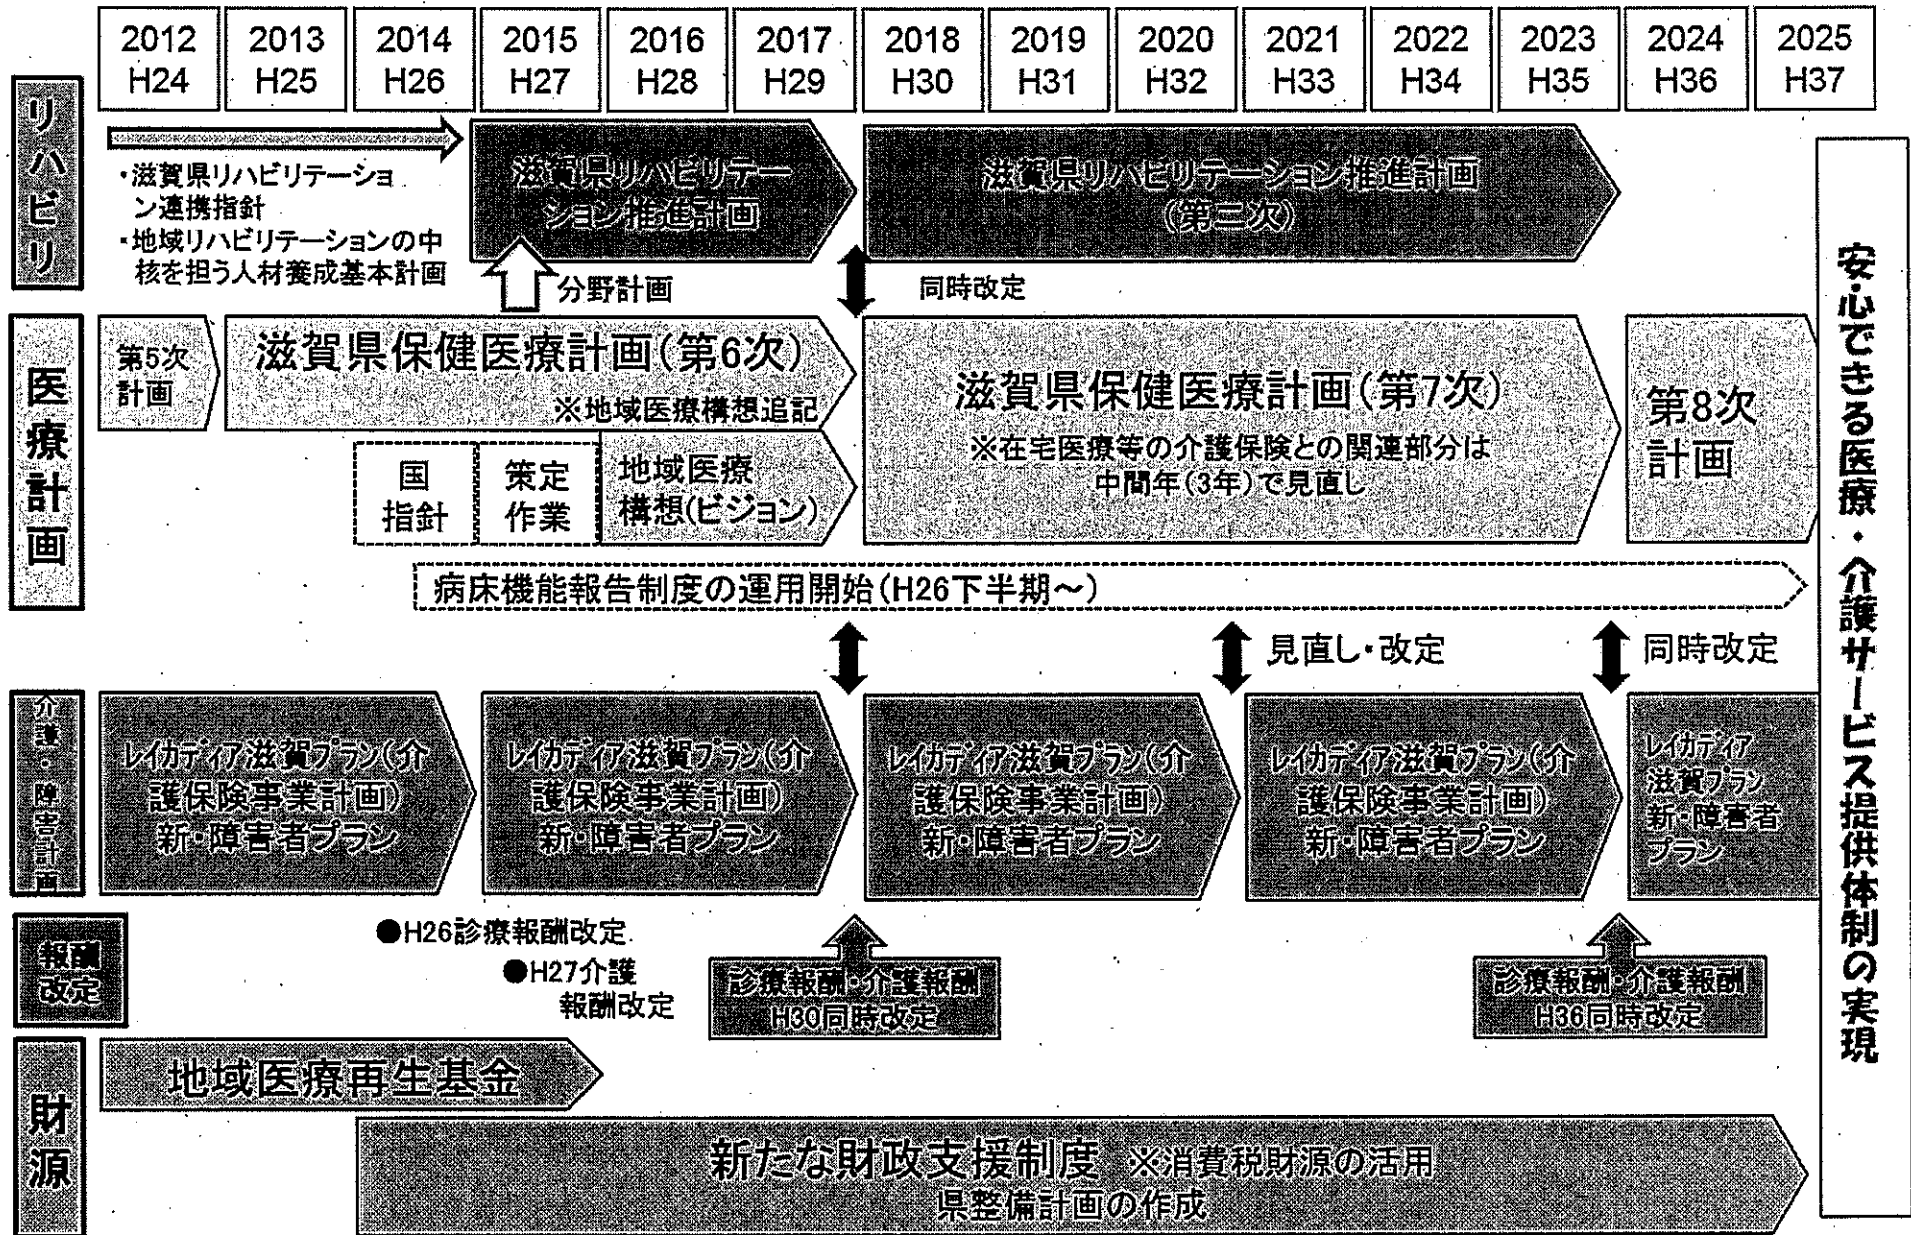 2012
H24
2013
H25
2014
H26
2015
H27
2016
H28
2017
H29
2018
H30
2019
H31
2020
H32
2021
H33
2022
H34
2023
H35
2024
H36
2025
H37
リハビリ
・滋賀県リハビリテーショ
ン連携指針
・地域リハビリテーションの中
核を担う人材養成基本計画
滋賀県リハビリテー
ション推進計画
滋賀県リハビリテーション推進計画
(第二次)
分野計画
同時改定
医療計画
第5次
計画
滋賀県保健医療計画(第6次)
※地域医療構想追記
国
指針
策定
作業
地域医療
構想(ビジョン)
滋賀県保健医療計画(第7次)
※在宅医療等の介護保険との関連部分は
中間年(3年)で見直し
第8次
計画
病床機能報告制度の運用開始(H26下半期~)
見直し・改定
同時改定
介護・障害計画
レイカディア滋賀プラン(介
護保険事業計画)
新・障害者プラン
レイカディア滋賀プラン(介
護保険事業計画)
新・障害者プラン
レイカディア滋賀プラン(介
護保険事業計画)
新・障害者プラン
レイカディア滋賀プラン(介
護保険事業計画)
新・障害者プラン
レイカディア
滋賀プラン
新・障害者
プラン
報酬
改定
●H26診療報酬改定
●H27介護
報酬改定
診療報酬・介護報酬
H30同時改定
診療報酬・介護報酬
H36同時改定
財源
地域医療再生基金
新たな財政支援制度 ※消費税財源の活用
県整備計画の作成
安心できる医療・介護サービス提供体制の実現